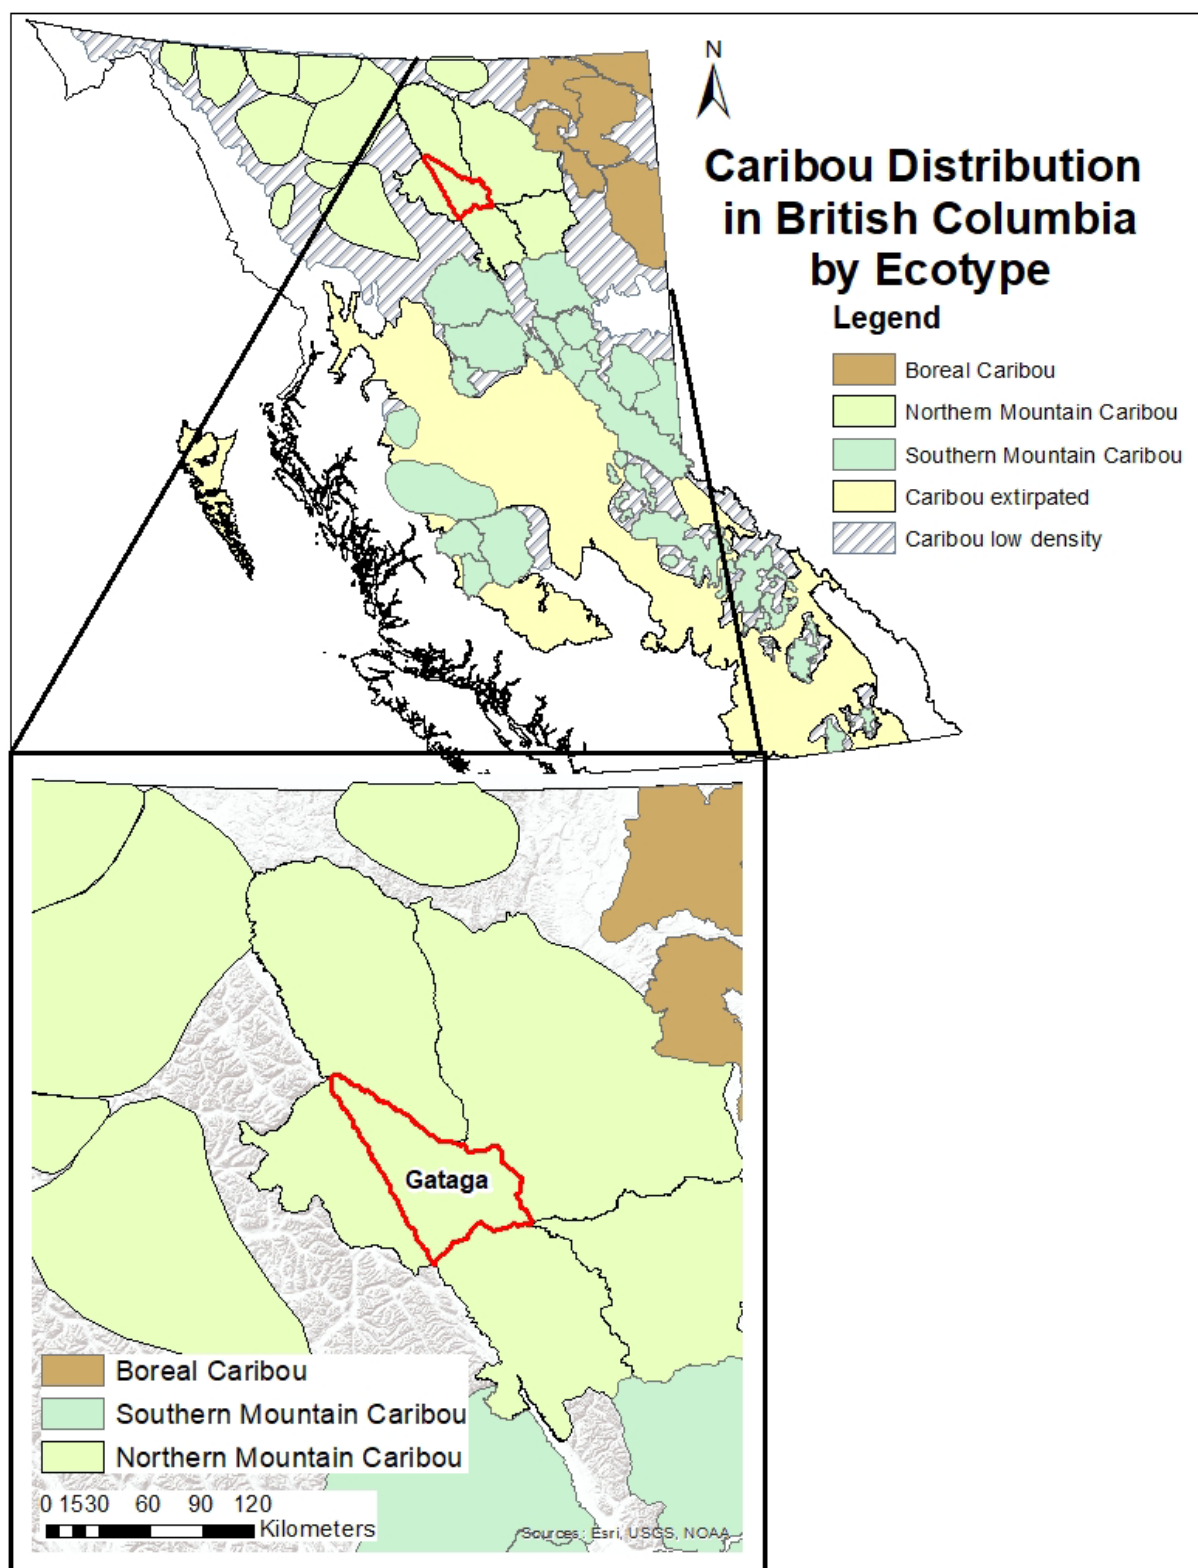 N
Caribou Distribution
in British Columbia
by Ecotype
Legend
Boreal Caribou
Northern Mountain Caribou
Southern Mountain Caribou
Caribou extirpated
Caribou low density
Gataga
Boreal Caribou
Southern Mountain Caribou
Northern Mountain Caribou
0 15 30 60 90 120
Kilometers
Sources: Esri, USGS, NOAA